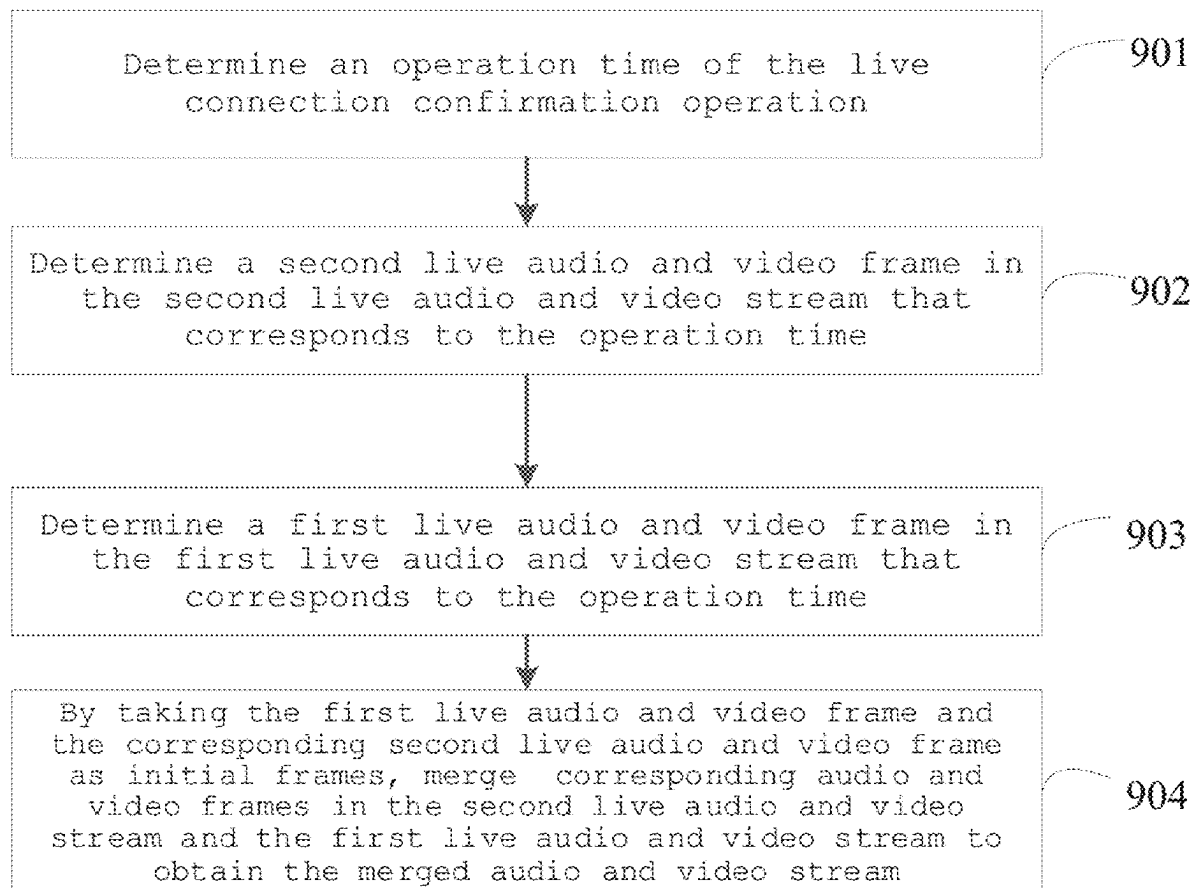 Determine an operation time of the live
connection confirmation operation
901
Determine a second live audio and video frame in
the second live audio and video stream that
corresponds to the operation time
902
Determine a first live audio and video frame in
the first live audio and video stream that
corresponds to the operation time
903
By taking the first live audio and video frame and
the corresponding second live audio and video frame
as initial frames, merge corresponding audio and
video frames in the second live audio and video
stream and the first live audio and video stream to
obtain the merged audio and video stream
904